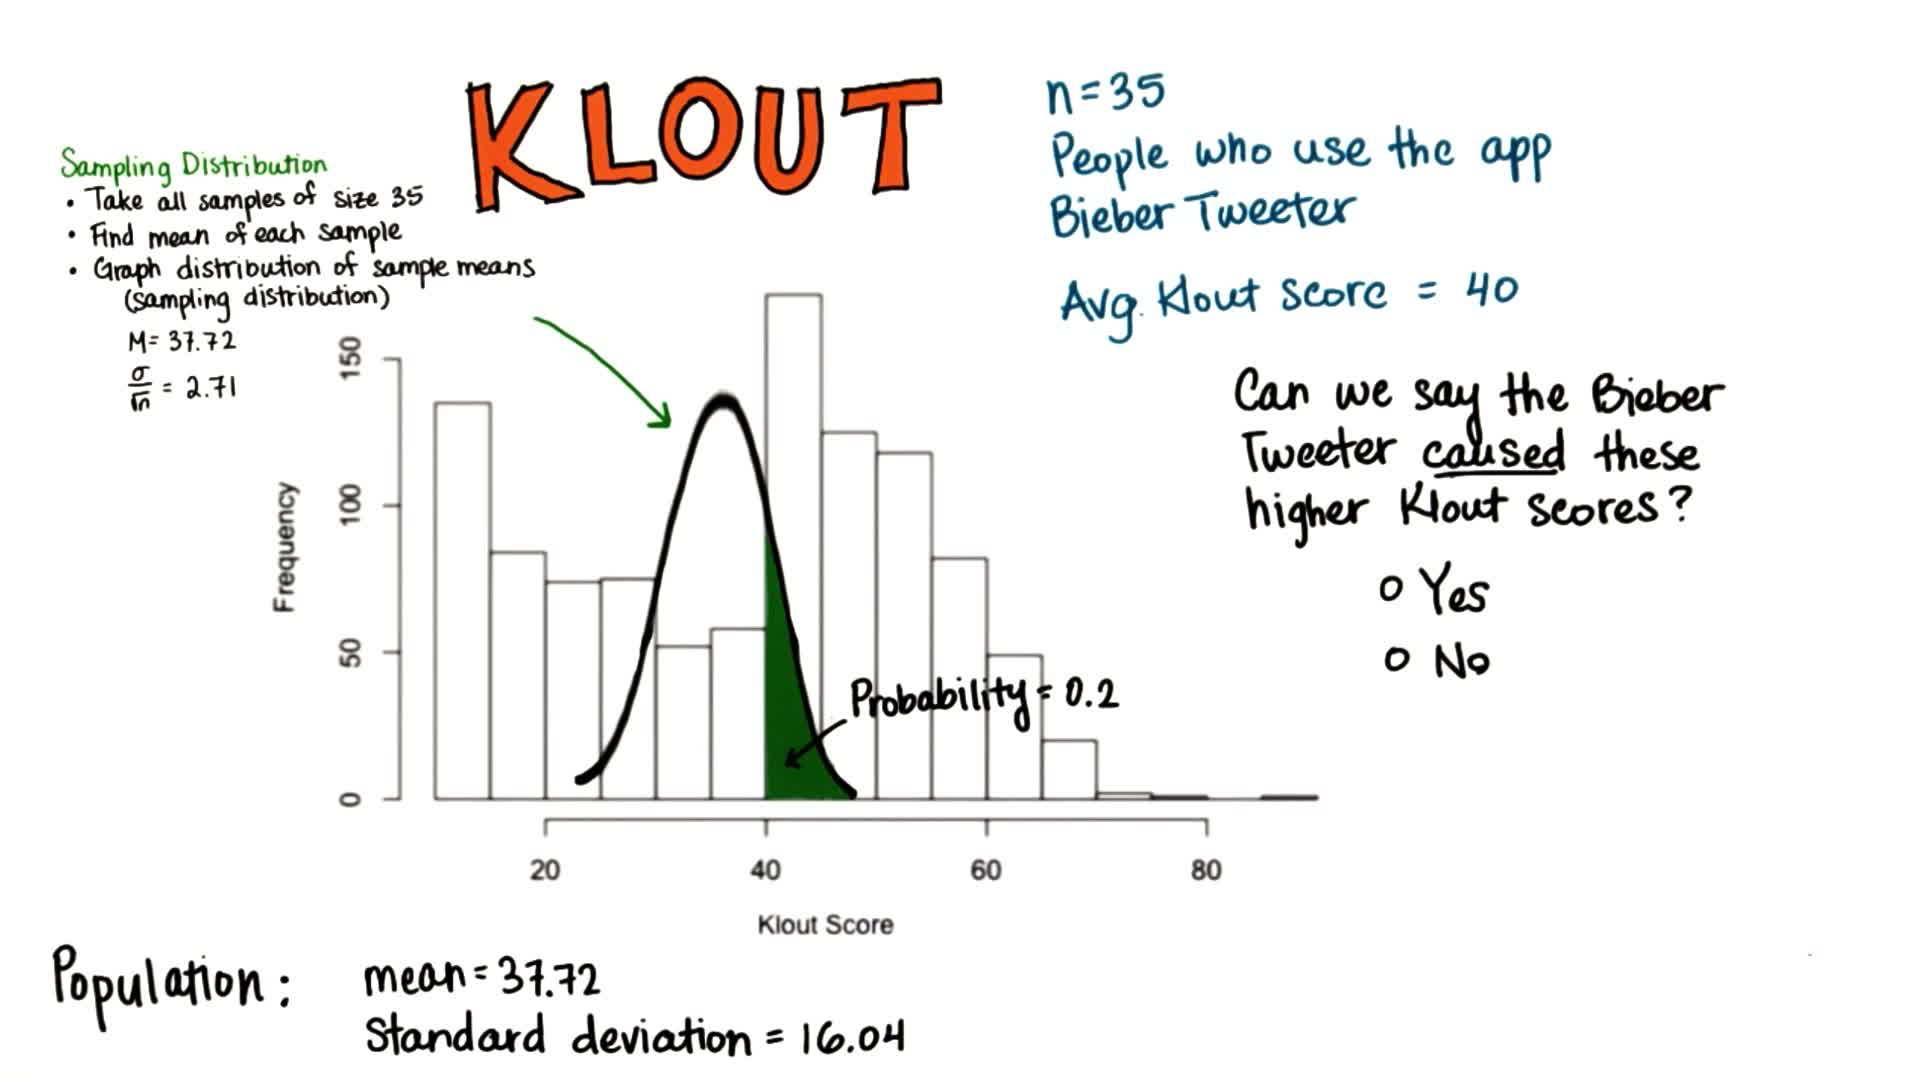 KLOUT
Sampling Distribution
• Take all samples of size 35
• Find mean of each sample
• Graph distribution of sample means
(sampling distribution)
M = 37.72
σ/√n = 2.71
n = 35
People who use the app
Bieber Tweeter
Avg. Klout score = 40
Can we say the Bieber
Tweeter caused these
higher Klout scores?
o Yes
o No
Frequency
150
100
50
0
Probability = 0.2
20 40 60 80
Klout Score
Population: mean = 37.72
Standard deviation = 16.04